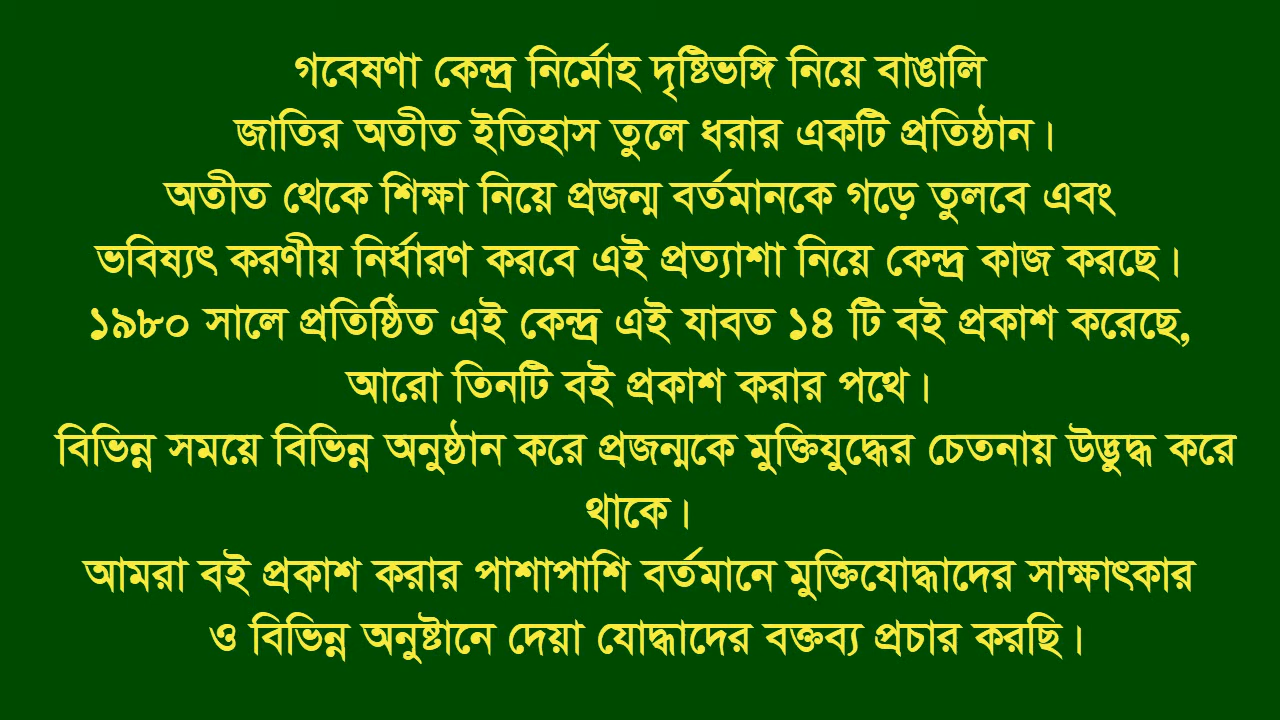 গবেষণা কেন্দ্র নির্মোহ দৃষ্টিভঙ্গি নিয়ে বাঙালি
জাতির অতীত ইতিহাস তুলে ধরার একটি প্রতিষ্ঠান।
অতীত থেকে শিক্ষা নিয়ে প্রজন্ম বর্তমানকে গড়ে তুলবে এবং
ভবিষ্যৎ করণীয় নির্ধারণ করবে এই প্রত্যাশা নিয়ে কেন্দ্র কাজ করছে।
১৯৮০ সালে প্রতিষ্ঠিত এই কেন্দ্র এই যাবত ১৪ টি বই প্রকাশ করেছে,
আরো তিনটি বই প্রকাশ করার পথে।
বিভিন্ন সময়ে বিভিন্ন অনুষ্ঠান করে প্রজন্মকে মুক্তিযুদ্ধের চেতনায় উদ্ভুদ্ধ করে
থাকে।
আমরা বই প্রকাশ করার পাশাপাশি বর্তমানে মুক্তিযোদ্ধাদের সাক্ষাৎকার
ও বিভিন্ন অনুষ্টানে দেয়া যোদ্ধাদের বক্তব্য প্রচার করছি।